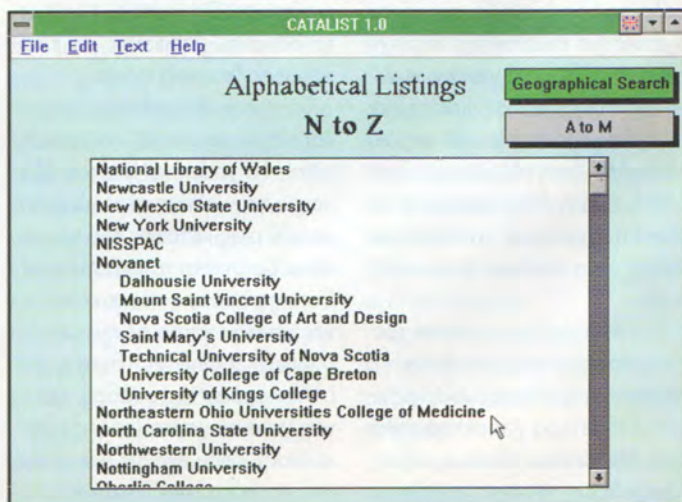 CATALIST 1.0
File Edit Text Help
Alphabetical Listings
N to Z
Geographical Search
A to M
National Library of Wales
Newcastle University
New Mexico State University
New York University
NISSPAC
Novanet
Dalhousie University
Mount Saint Vincent University
Nova Scotia College of Art and Design
Saint Mary's University
Technical University of Nova Scotia
University College of Cape Breton
University of Kings College
Northeastern Ohio Universities College of Medicine
North Carolina State University
Northwestern University
Nottingham University
Oberlin College